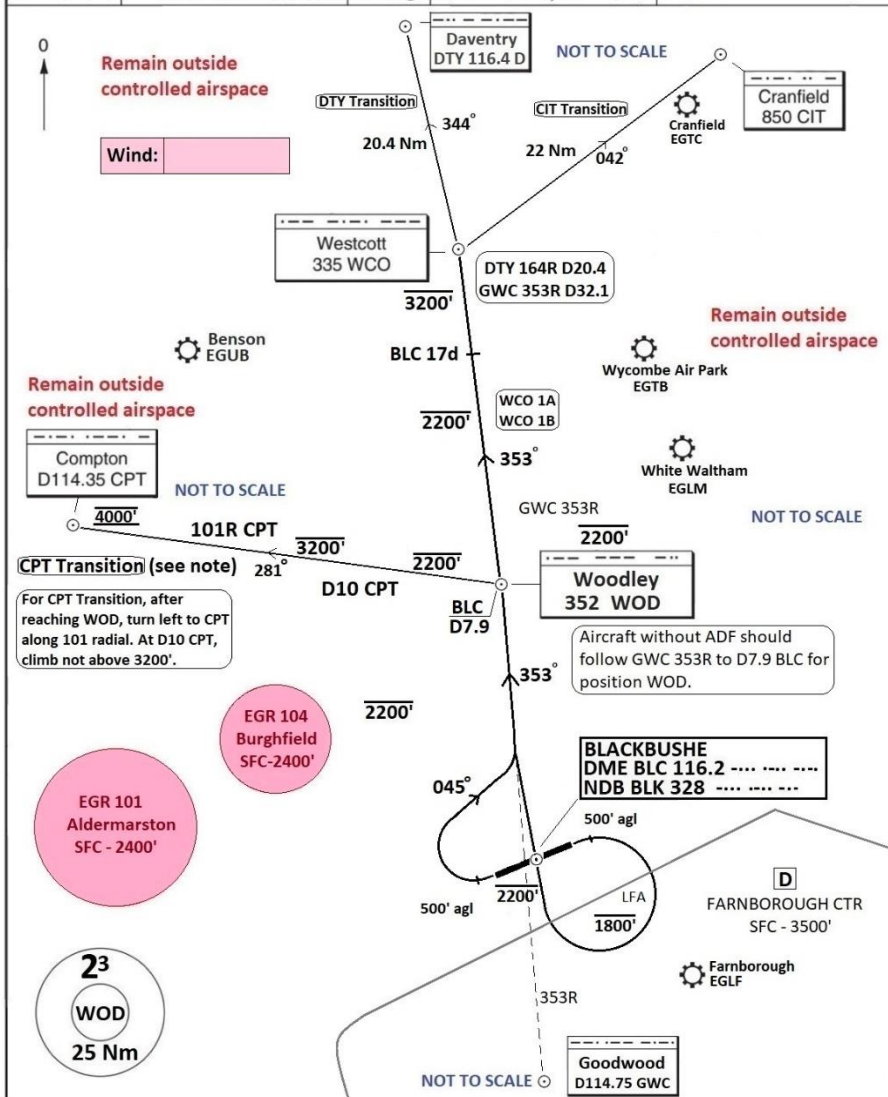 0
Remain outside
controlled airspace
Wind:
Daventry
DTY 116.4 D
NOT TO SCALE
DTY Transition
344°
20.4 Nm
CIT Transition
22 Nm
042°
Cranfield
EGTC
Cranfield
850 CIT
Westcott
335 WCO
DTY 164R D20.4
GWC 353R D32.1
3200'
Benson
EGUB
BLC 17d
Remain outside
controlled airspace
Wycombe Air Park
EGTB
Remain outside
controlled airspace
WCO 1A
WCO 1B
2200'
353°
White Waltham
EGLM
Compton
D114.35 CPT
NOT TO SCALE
GWC 353R
NOT TO SCALE
4000'
101R CPT
3200'
2200'
2200'
CPT Transition (see note)
281°
D10 CPT
Woodley
352 WOD
BLC
D7.9
For CPT Transition, after
reaching WOD, turn left to CPT
along 101 radial. At D10 CPT,
climb not above 3200'.
Aircraft without ADF should
follow GWC 353R to D7.9 BLC for
position WOD.
353°
2200'
EGR 104
Burghfield
SFC-2400'
BLACKBUSHE
DME BLC 116.2
NDB BLK 328
045°
EGR 101
Aldermarston
SFC - 2400'
500' agl
500' agl
2200'
LFA
1800'
D
FARNBOROUGH CTR
SFC - 3500'
Farnborough
EGLF
2³
WOD
25 Nm
353R
NOT TO SCALE
Goodwood
D114.75 GWC